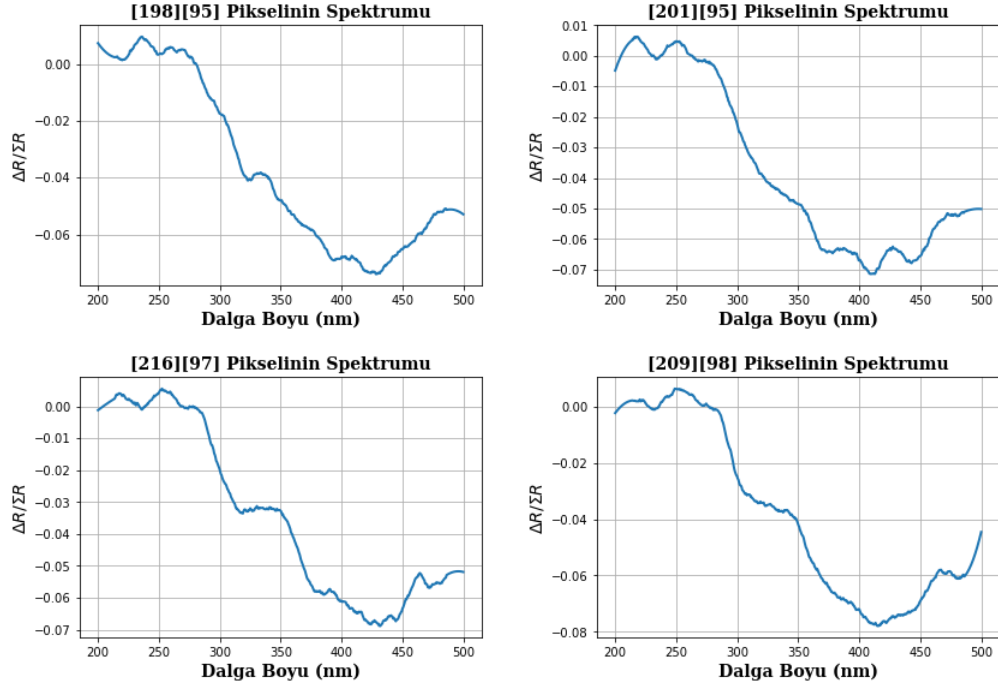 [198][95] Pikselinin Spektrumu
0.00
−0.02
−0.04
−0.06
ΔR/ΣR
200 250 300 350 400 450 500
Dalga Boyu (nm)
[201][95] Pikselinin Spektrumu
0.01
0.00
−0.01
−0.02
−0.03
−0.04
−0.05
−0.06
−0.07
ΔR/ΣR
200 250 300 350 400 450 500
Dalga Boyu (nm)
[216][97] Pikselinin Spektrumu
0.00
−0.01
−0.02
−0.03
−0.04
−0.05
−0.06
−0.07
ΔR/ΣR
200 250 300 350 400 450 500
Dalga Boyu (nm)
[209][98] Pikselinin Spektrumu
0.00
−0.02
−0.04
−0.06
−0.08
ΔR/ΣR
200 250 300 350 400 450 500
Dalga Boyu (nm)